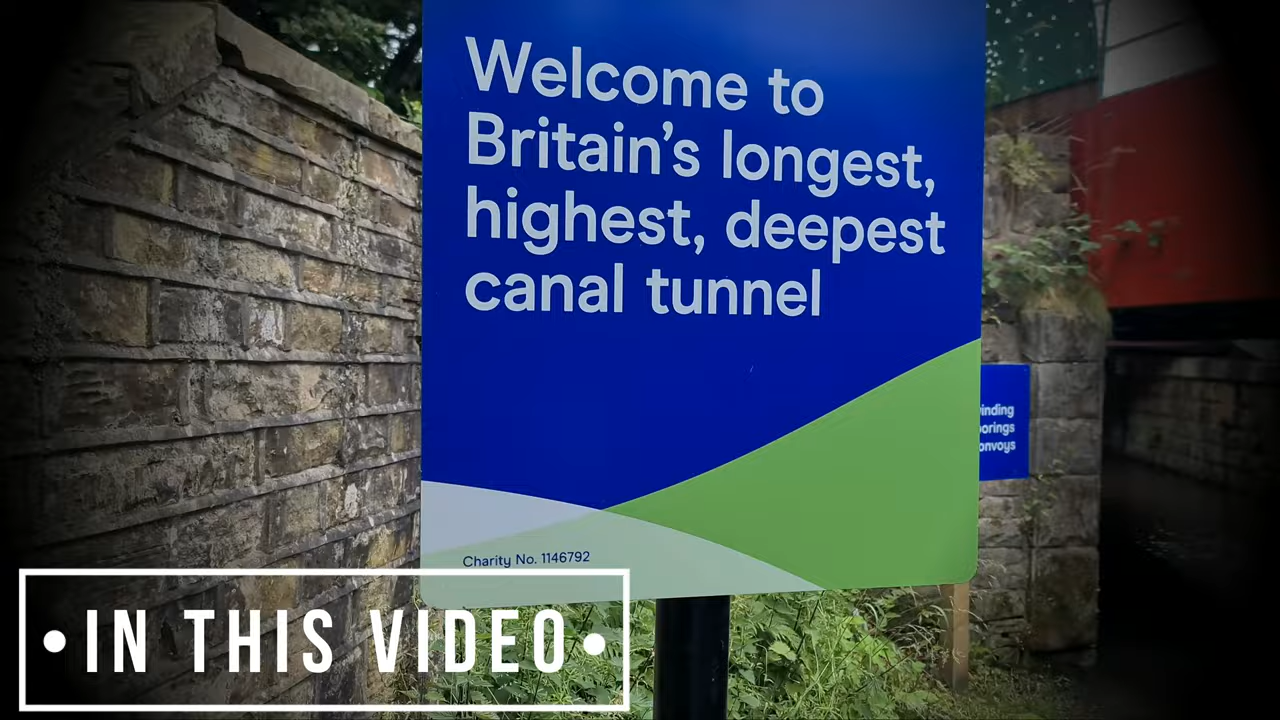 Welcome to
Britain's longest,
highest, deepest
canal tunnel
Charity No. 1146792
• IN THIS VIDEO •